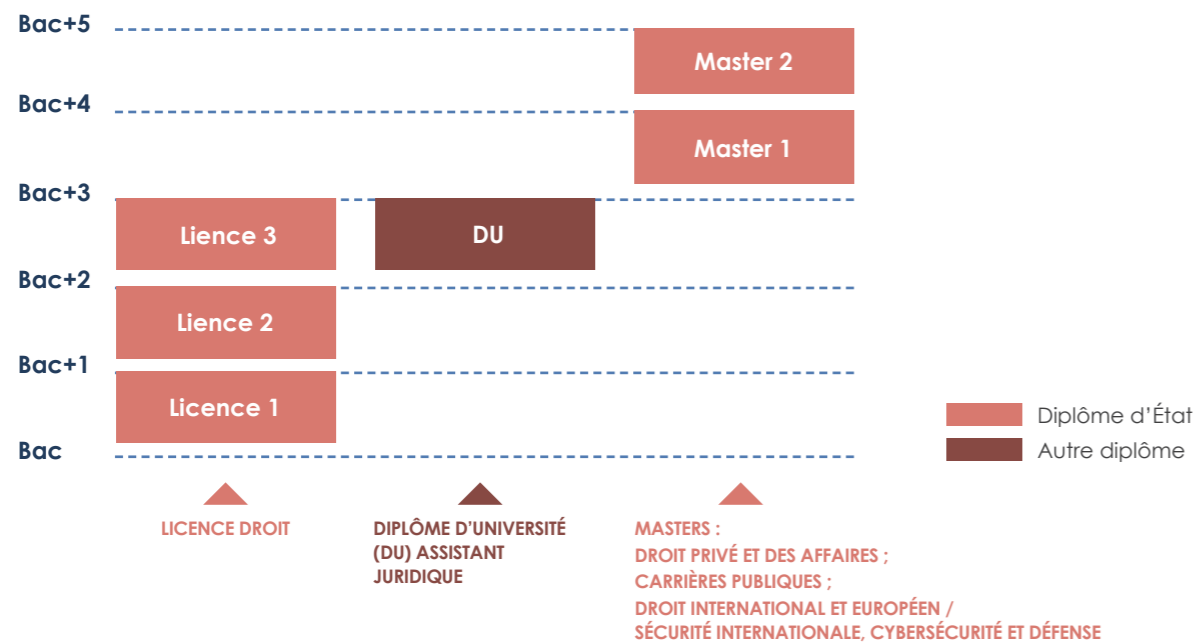 Bac+5
Master 2
Bac+4
Master 1
Bac+3
Lience 3
DU
Bac+2
Lience 2
Bac+1
Licence 1
Bac
Diplôme d'État
Autre diplôme
LICENCE DROIT
DIPLÔME D'UNIVERSITÉ
(DU) ASSISTANT
JURIDIQUE
MASTERS :
DROIT PRIVÉ ET DES AFFAIRES ;
CARRIÈRES PUBLIQUES ;
DROIT INTERNATIONAL ET EUROPÉEN /
SÉCURITÉ INTERNATIONALE, CYBERSÉCURITÉ ET DÉFENSE